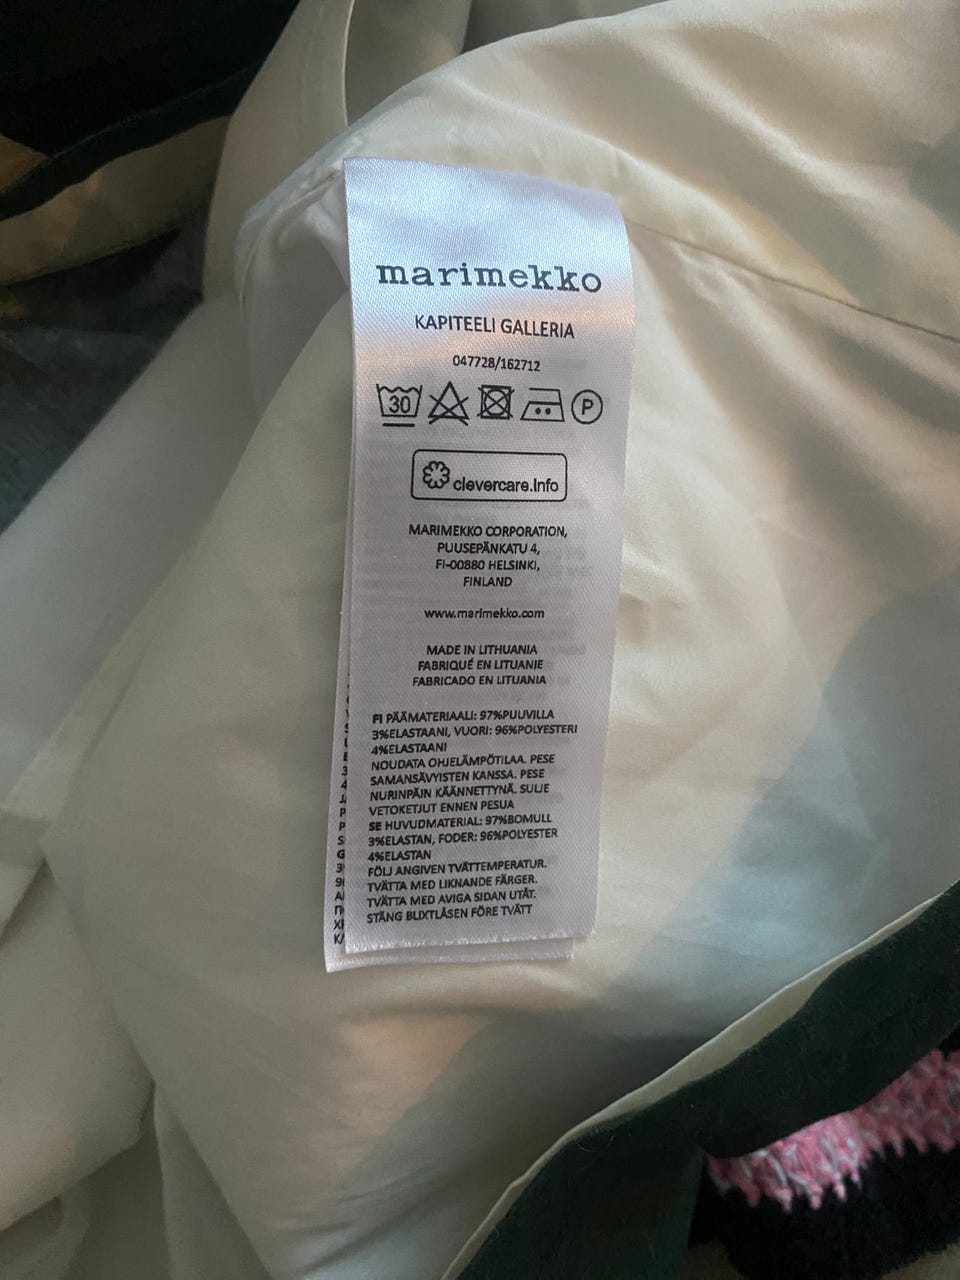 marimekko
KAPITEELI GALLERIA
047728/162712
30
P
clevercare.info
MARIMEKKO CORPORATION,
PUUSEPÄNKATU 4,
FI-00880 HELSINKI,
FINLAND
www.marimekko.com
MADE IN LITHUANIA
FABRIQUÉ EN LITUANIE
FABRICADO EN LITUANIA
FI PÄÄMATERIAALI: 97%PUUVILLA
3%ELASTAANI, VUORI: 96%POLYESTERI
4%ELASTAANI
NOUDATA OHJELÄMPÖTILAA. PESE
SAMANSÄVYISTEN KANSSA. PESE
NURINPÄIN KÄÄNNETTYNÄ. SULJE
VETOKETJUT ENNEN PESUA
SE HUVUDMATERIAL: 97%BOMULL
3%ELASTAN, FODER: 96%POLYESTER
4%ELASTAN
FÖLJ ANGIVEN TVÄTTEMPERATUR.
TVÄTTA MED LIKNANDE FÄRGER.
TVÄTTA MED AVIGA SIDAN UTÅT.
STÄNG BLIXTLÅSEN FÖRE TVÄTT